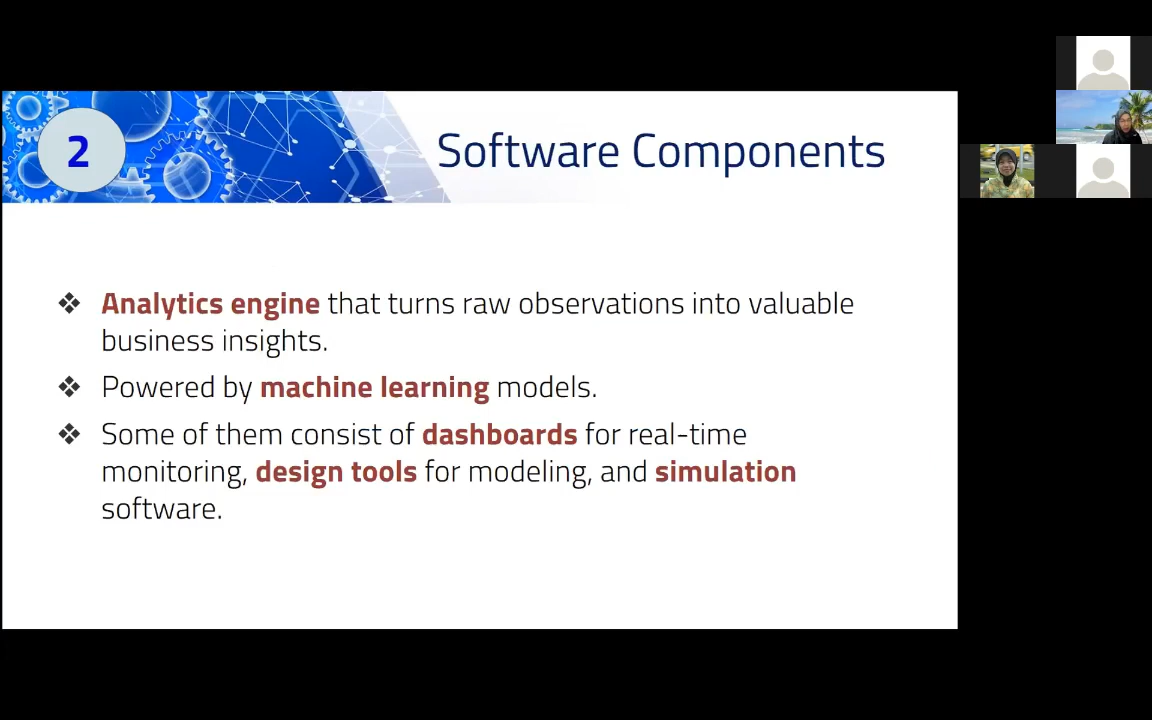 2
Software Components
❖ Analytics engine that turns raw observations into valuable
business insights.
❖ Powered by machine learning models.
❖ Some of them consist of dashboards for real-time
monitoring, design tools for modeling, and simulation
software.